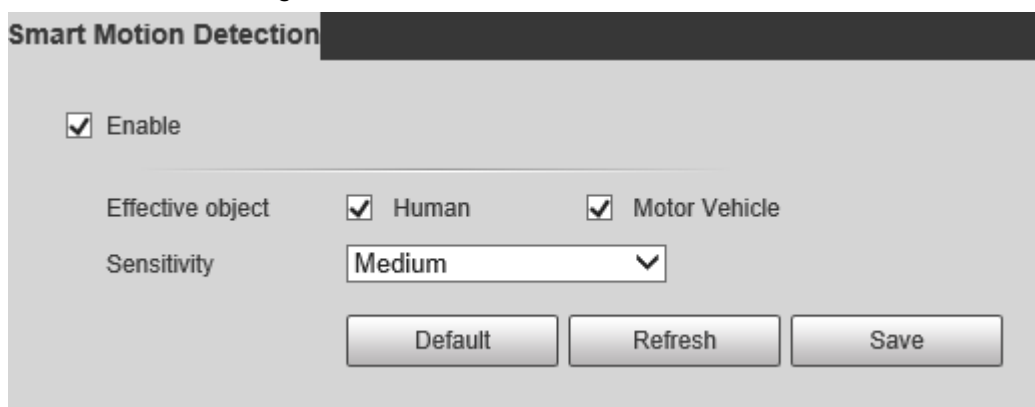 Smart Motion Detection
Enable
Effective object Human Motor Vehicle
Sensitivity Medium
Default Refresh Save